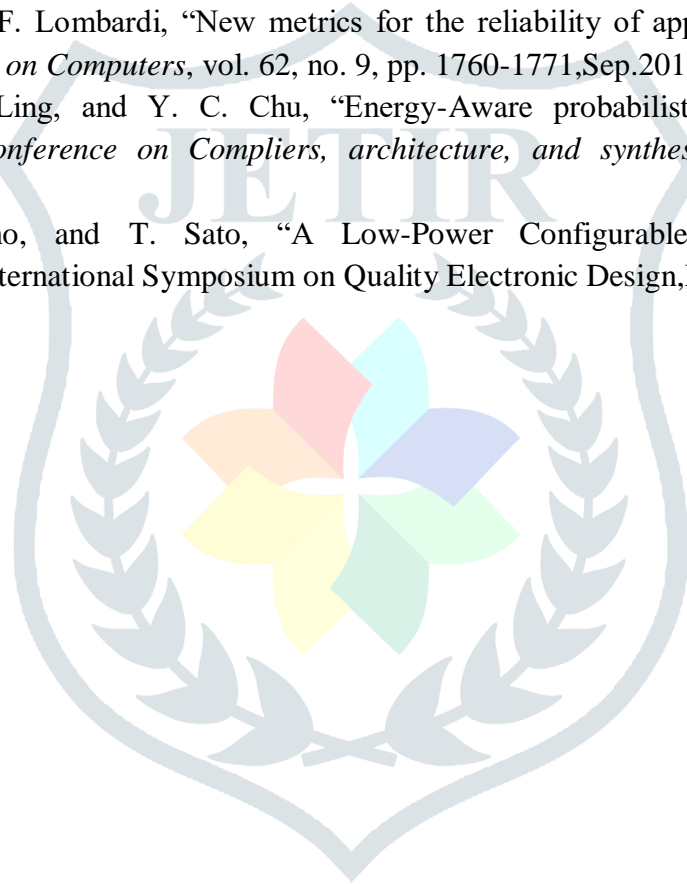 F. Lombardi, “New metrics for the reliability of app
on Computers, vol. 62, no. 9, pp. 1760-1771,Sep.201
Ling, and Y. C. Chu, “Energy-Aware probabilist
onference on Compliers, architecture, and synthes
no, and T. Sato, “A Low-Power Configurable
ternational Symposium on Quality Electronic Design,
JETIR